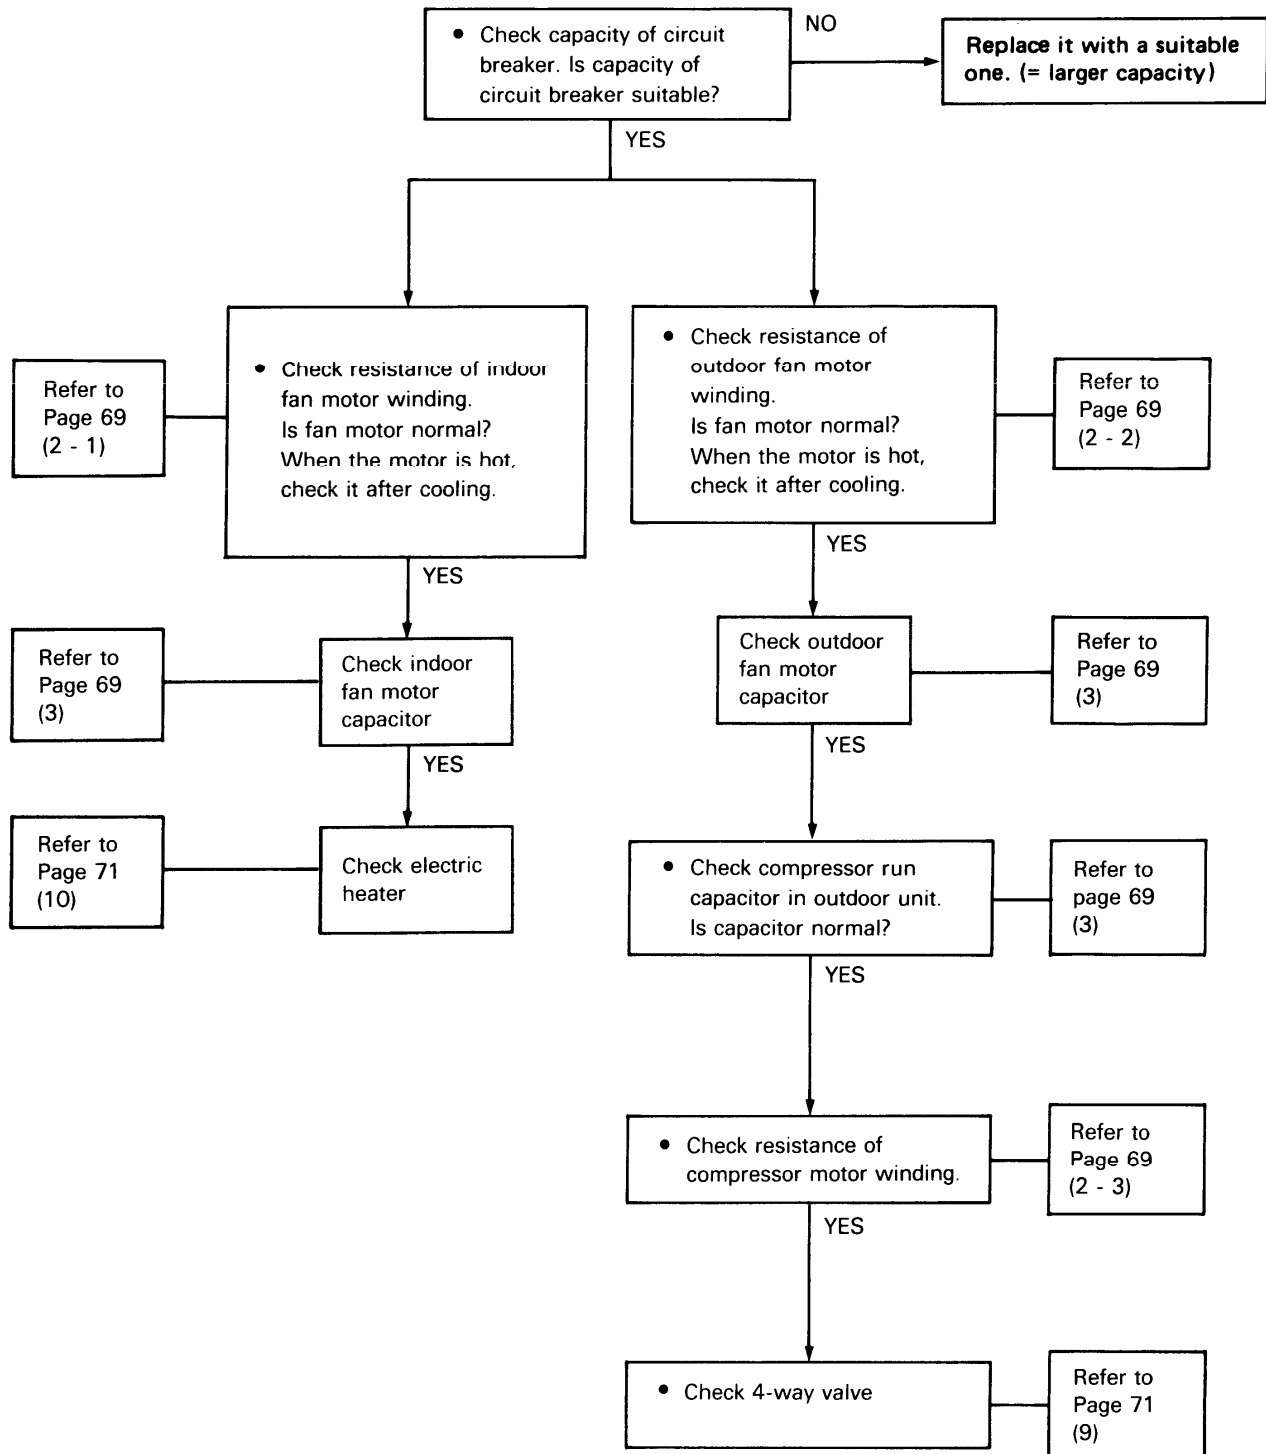 • Check capacity of circuit
breaker. Is capacity of
circuit breaker suitable?
NO
Replace it with a suitable
one. (= larger capacity)
YES
Refer to
Page 69
(2 - 1)
• Check resistance of indoor
fan motor winding.
Is fan motor normal?
When the motor is hot,
check it after cooling.
• Check resistance of
outdoor fan motor
winding.
Is fan motor normal?
When the motor is hot,
check it after cooling.
Refer to
Page 69
(2 - 2)
YES
YES
Refer to
Page 69
(3)
Check indoor
fan motor
capacitor
Check outdoor
fan motor
capacitor
Refer to
Page 69
(3)
YES
YES
Refer to
Page 71
(10)
Check electric
heater
• Check compressor run
capacitor in outdoor unit.
Is capacitor normal?
Refer to
page 69
(3)
YES
• Check resistance of
compressor motor winding.
Refer to
Page 69
(2 - 3)
YES
• Check 4-way valve
Refer to
Page 71
(9)